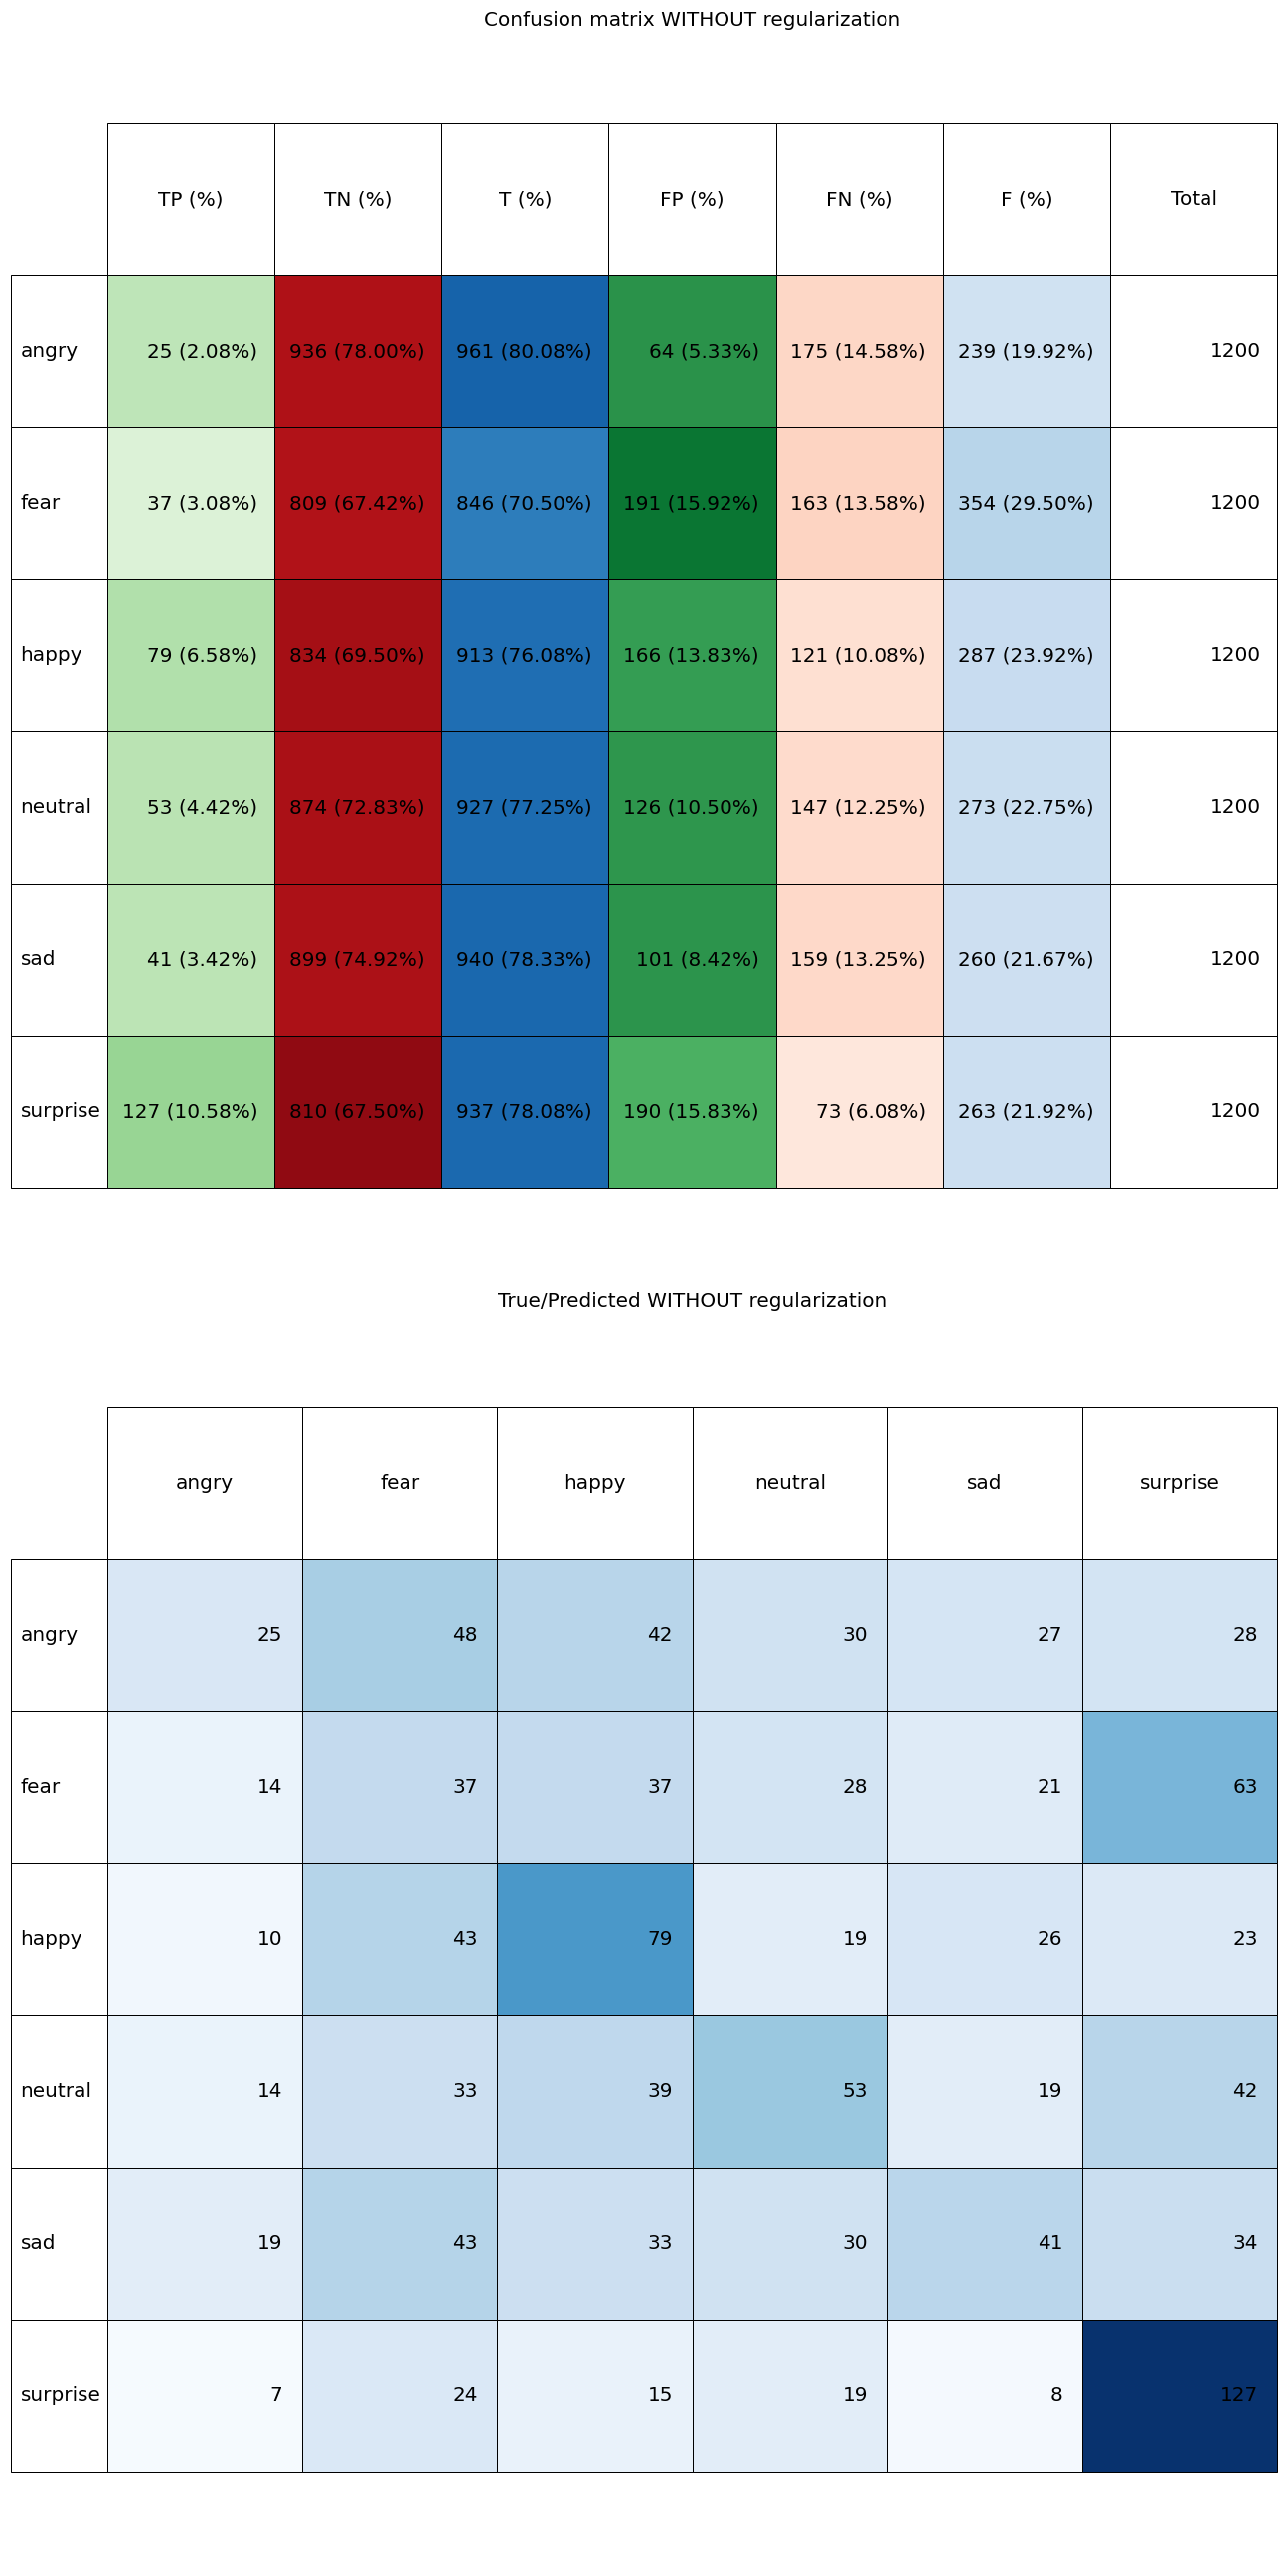 Confusion matrix WITHOUT regularization
TP (%) TN (%) T (%) FP (%) FN (%) F (%) Total
angry 25 (2.08%) 936 (78.00%) 961 (80.08%) 64 (5.33%) 175 (14.58%) 239 (19.92%) 1200
fear 37 (3.08%) 809 (67.42%) 846 (70.50%) 191 (15.92%) 163 (13.58%) 354 (29.50%) 1200
happy 79 (6.58%) 834 (69.50%) 913 (76.08%) 166 (13.83%) 121 (10.08%) 287 (23.92%) 1200
neutral 53 (4.42%) 874 (72.83%) 927 (77.25%) 126 (10.50%) 147 (12.25%) 273 (22.75%) 1200
sad 41 (3.42%) 899 (74.92%) 940 (78.33%) 101 (8.42%) 159 (13.25%) 260 (21.67%) 1200
surprise 127 (10.58%) 810 (67.50%) 937 (78.08%) 190 (15.83%) 73 (6.08%) 263 (21.92%) 1200
True/Predicted WITHOUT regularization
angry fear happy neutral sad surprise
angry 25 48 42 30 27 28
fear 14 37 37 28 21 63
happy 10 43 79 19 26 23
neutral 14 33 39 53 19 42
sad 19 43 33 30 41 34
surprise 7 24 15 19 8 127